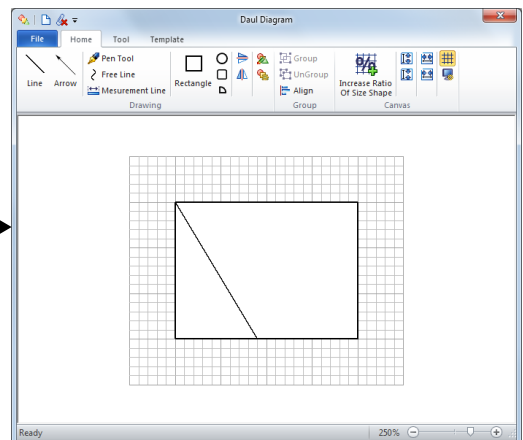 Daul Diagram
File Home Tool Template
Line Arrow Pen Tool
Free Line
Mesurement Line
Rectangle
Group
UnGroup
Align
Increase Ratio
Of Size Shape
Drawing Group Canvas
Ready 250%